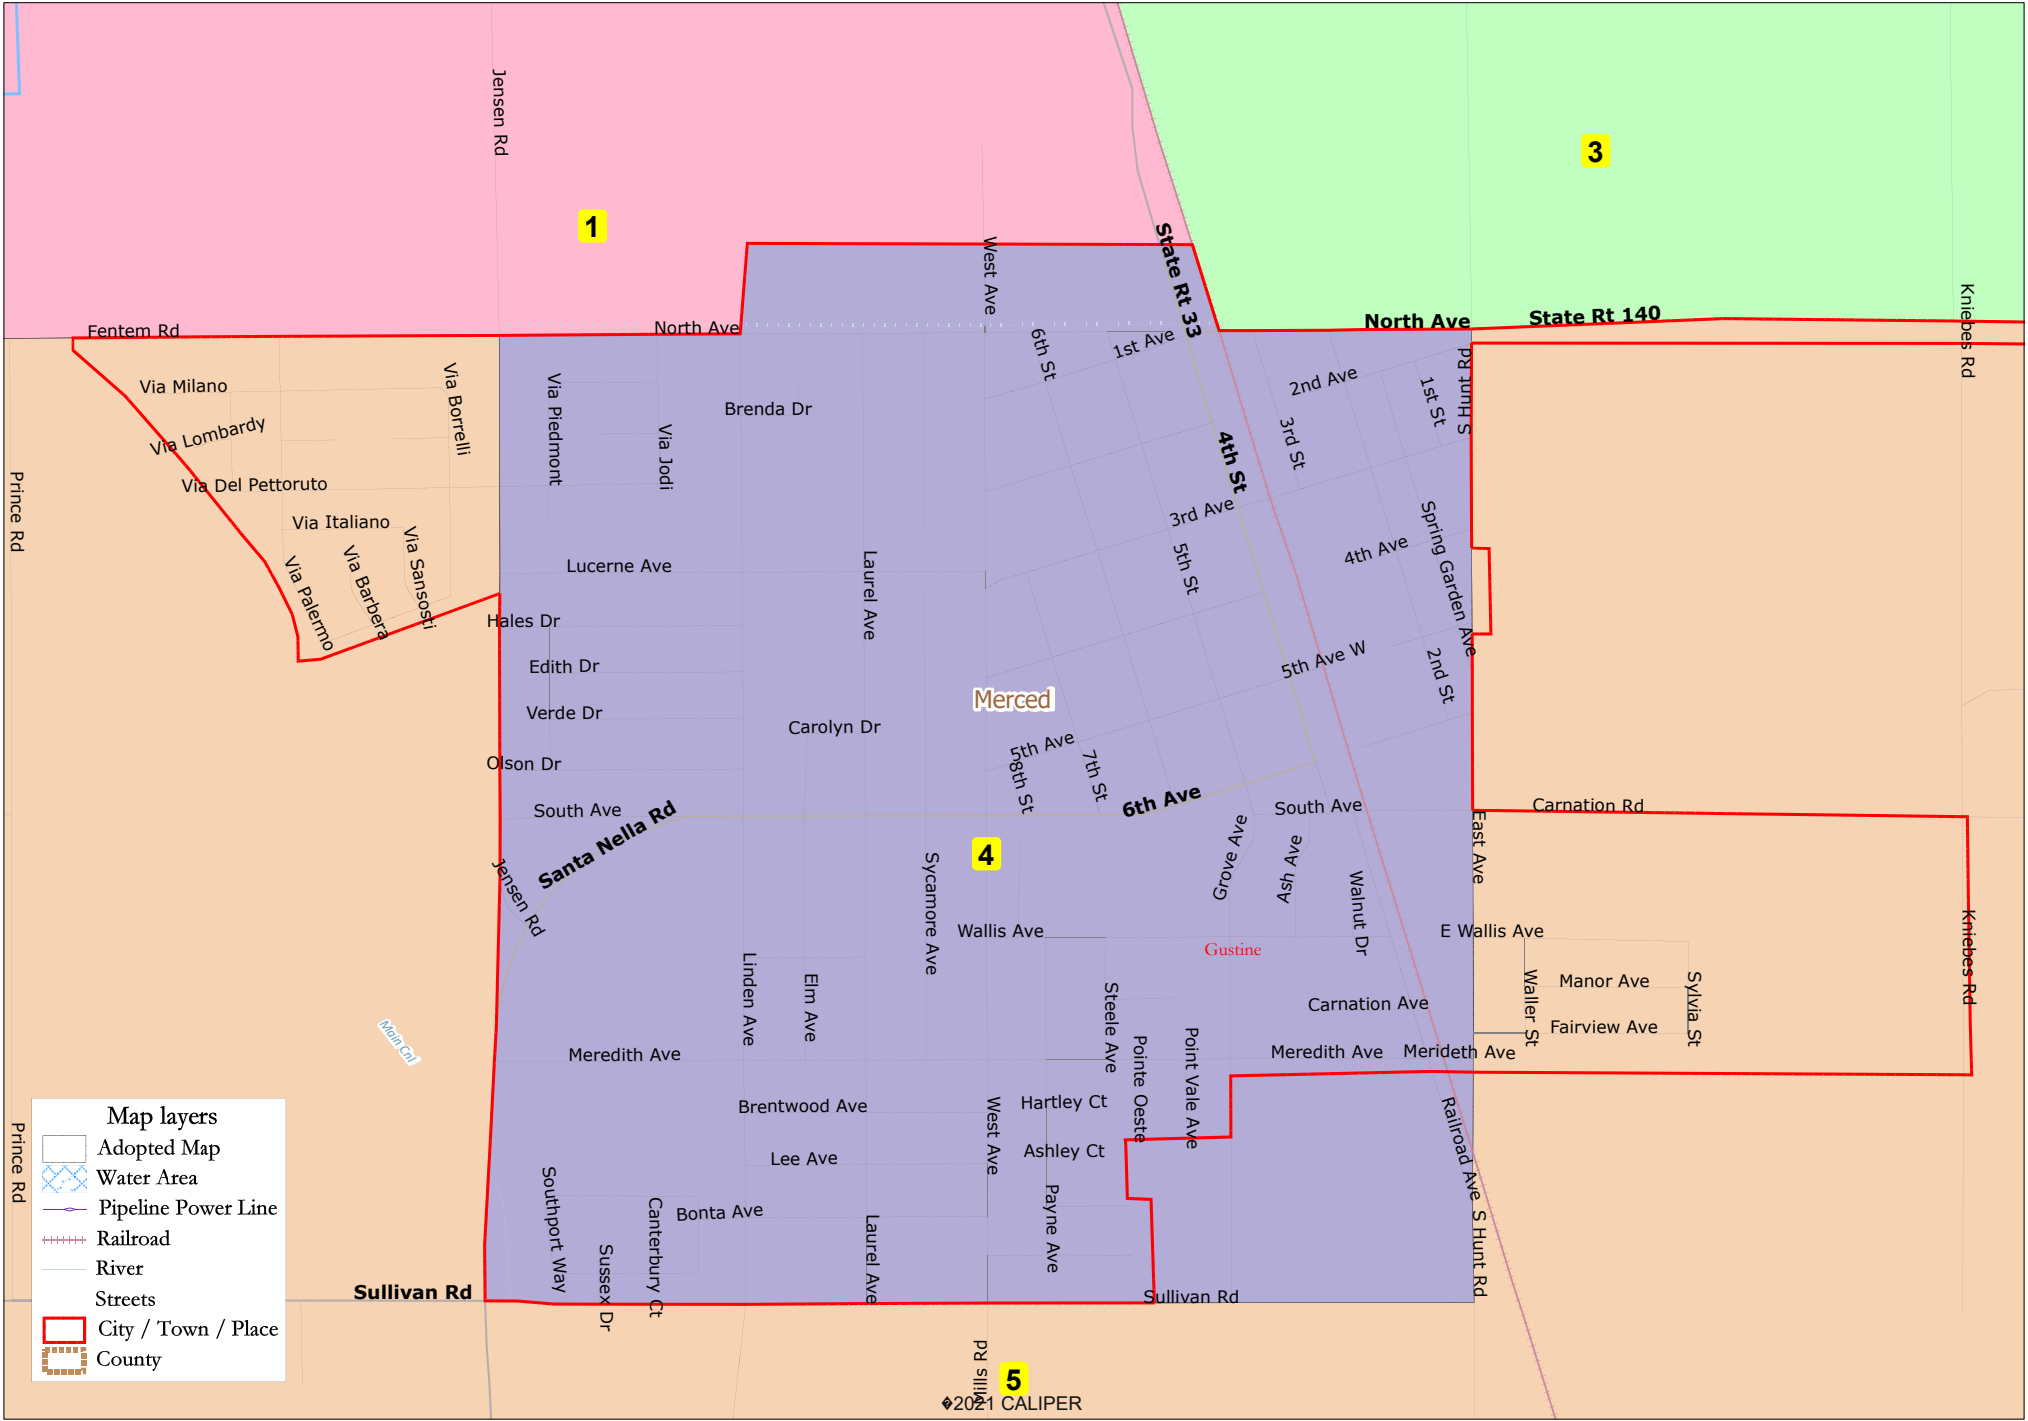 Jensen Rd
3
1
State Rt 33
West Ave
Kniebes Rd
Fentem Rd
North Ave
North Ave
State Rt 140
6th St
1st Ave
S Hunt Rd
Via Milano
Via Borrelli
Via Piedmont
Brenda Dr
2nd Ave
1st St
Via Lombardy
Via Jodi
3rd St
4th St
Prince Rd
Via Del Pettoruto
Via Italiano
Via Sansosti
3rd Ave
Spring Garden Ave
Via Palermo
Via Barbera
Lucerne Ave
Laurel Ave
5th St
4th Ave
Hales Dr
Edith Dr
5th Ave W
2nd St
Merced
Verde Dr
Carolyn Dr
5th Ave
Olson Dr
8th St
7th St
South Ave
6th Ave
South Ave
Carnation Rd
Santa Nella Rd
4
Grove Ave
Ash Ave
East Ave
Jensen Rd
Sycamore Ave
Walnut Dr
Wallis Ave
E Wallis Ave
Kniebes Rd
Gustine
Linden Ave
Elm Ave
Steele Ave
Carnation Ave
Waller St
Manor Ave
Sylvia St
Fairview Ave
Main Cnl
Meredith Ave
Pointe Oeste
Point Vale Ave
Meredith Ave
Merideth Ave
Brentwood Ave
West Ave
Hartley Ct
Railroad Ave
Lee Ave
Ashley Ct
Prince Rd
Southport Way
Canterbury Ct
Bonta Ave
Laurel Ave
Payne Ave
S Hunt Rd
Sussex Dr
Sullivan Rd
Sullivan Rd
Map layers
Adopted Map
Water Area
Pipeline Power Line
Railroad
River
Streets
City / Town / Place
County
Mills Rd
5
�2021 CALIPER